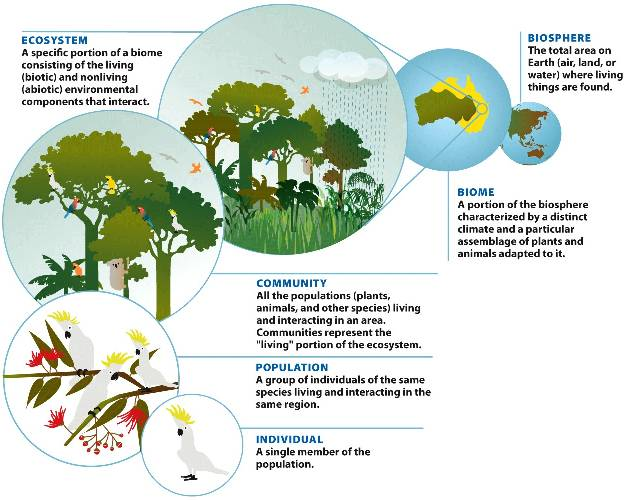 ECOSYSTEM
A specific portion of a biome
consisting of the living
(biotic) and nonliving
(abiotic) environmental
components that interact.
BIOSPHERE
The total area on
Earth (air, land, or
water) where living
things are found.
BIOME
A portion of the biosphere
characterized by a distinct
climate and a particular
assemblage of plants and
animals adapted to it.
COMMUNITY
All the populations (plants,
animals, and other species) living
and interacting in an area.
Communities represent the
"living" portion of the ecosystem.
POPULATION
A group of individuals of the same
species living and interacting in the
same region.
INDIVIDUAL
A single member of the
population.